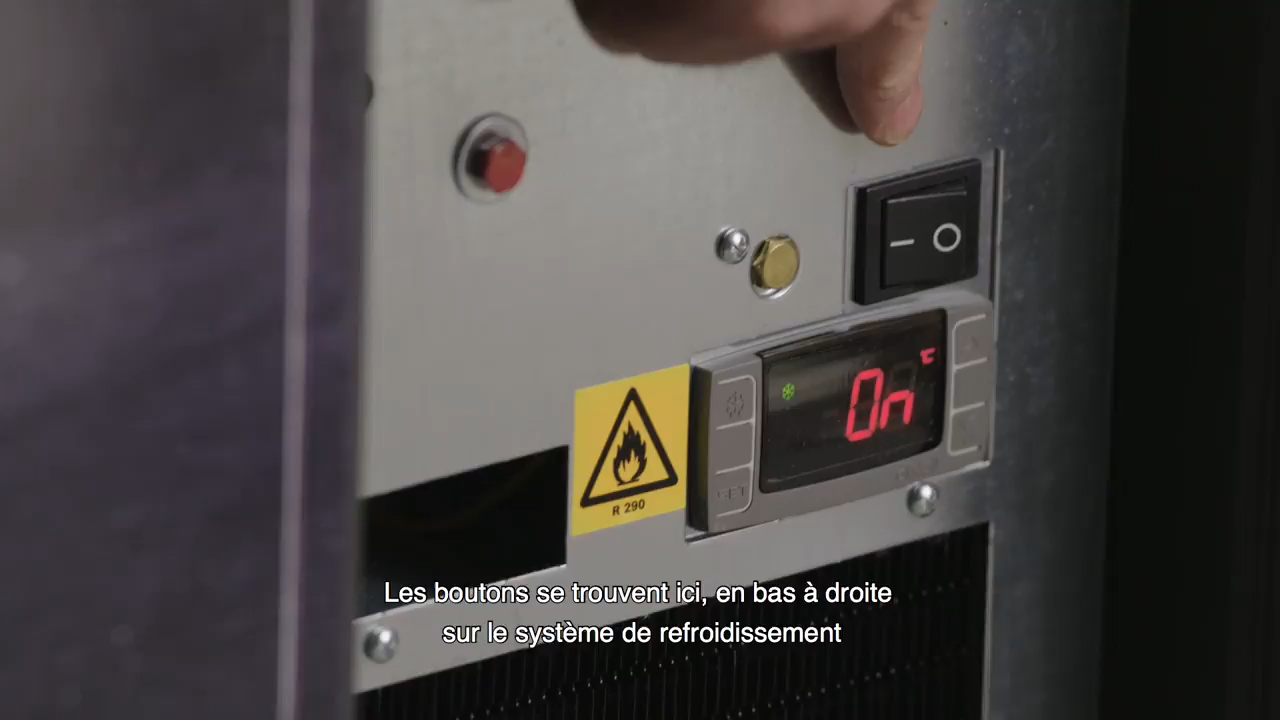 On °C
SET
R 290
Les boutons se trouvent ici, en bas à droite
sur le système de refroidissement